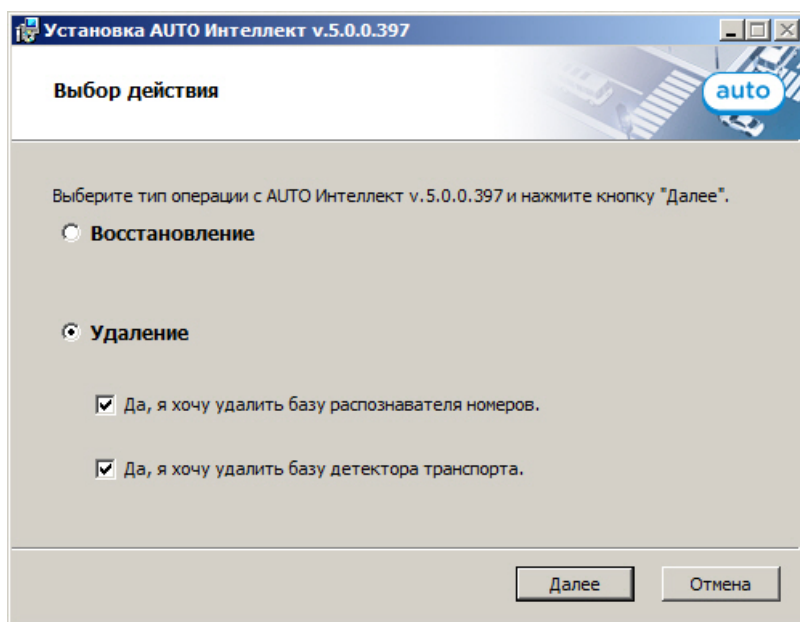 Установка AUTO Интеллект v.5.0.0.397
Выбор действия
auto
Выберите тип операции с AUTO Интеллект v.5.0.0.397 и нажмите кнопку "Далее".
Восстановление
Удаление
Да, я хочу удалить базу распознавателя номеров.
Да, я хочу удалить базу детектора транспорта.
Далее
Отмена